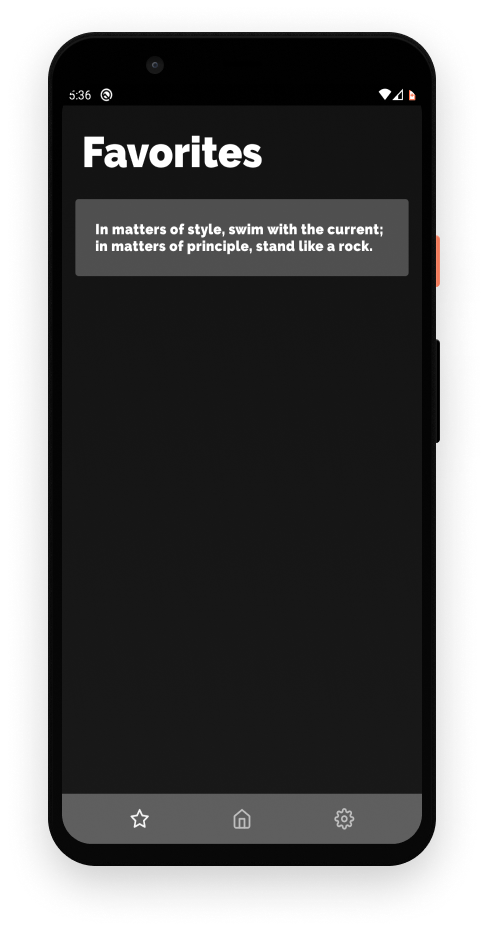 5:36
Favorites
In matters of style, swim with the current;
in matters of principle, stand like a rock.